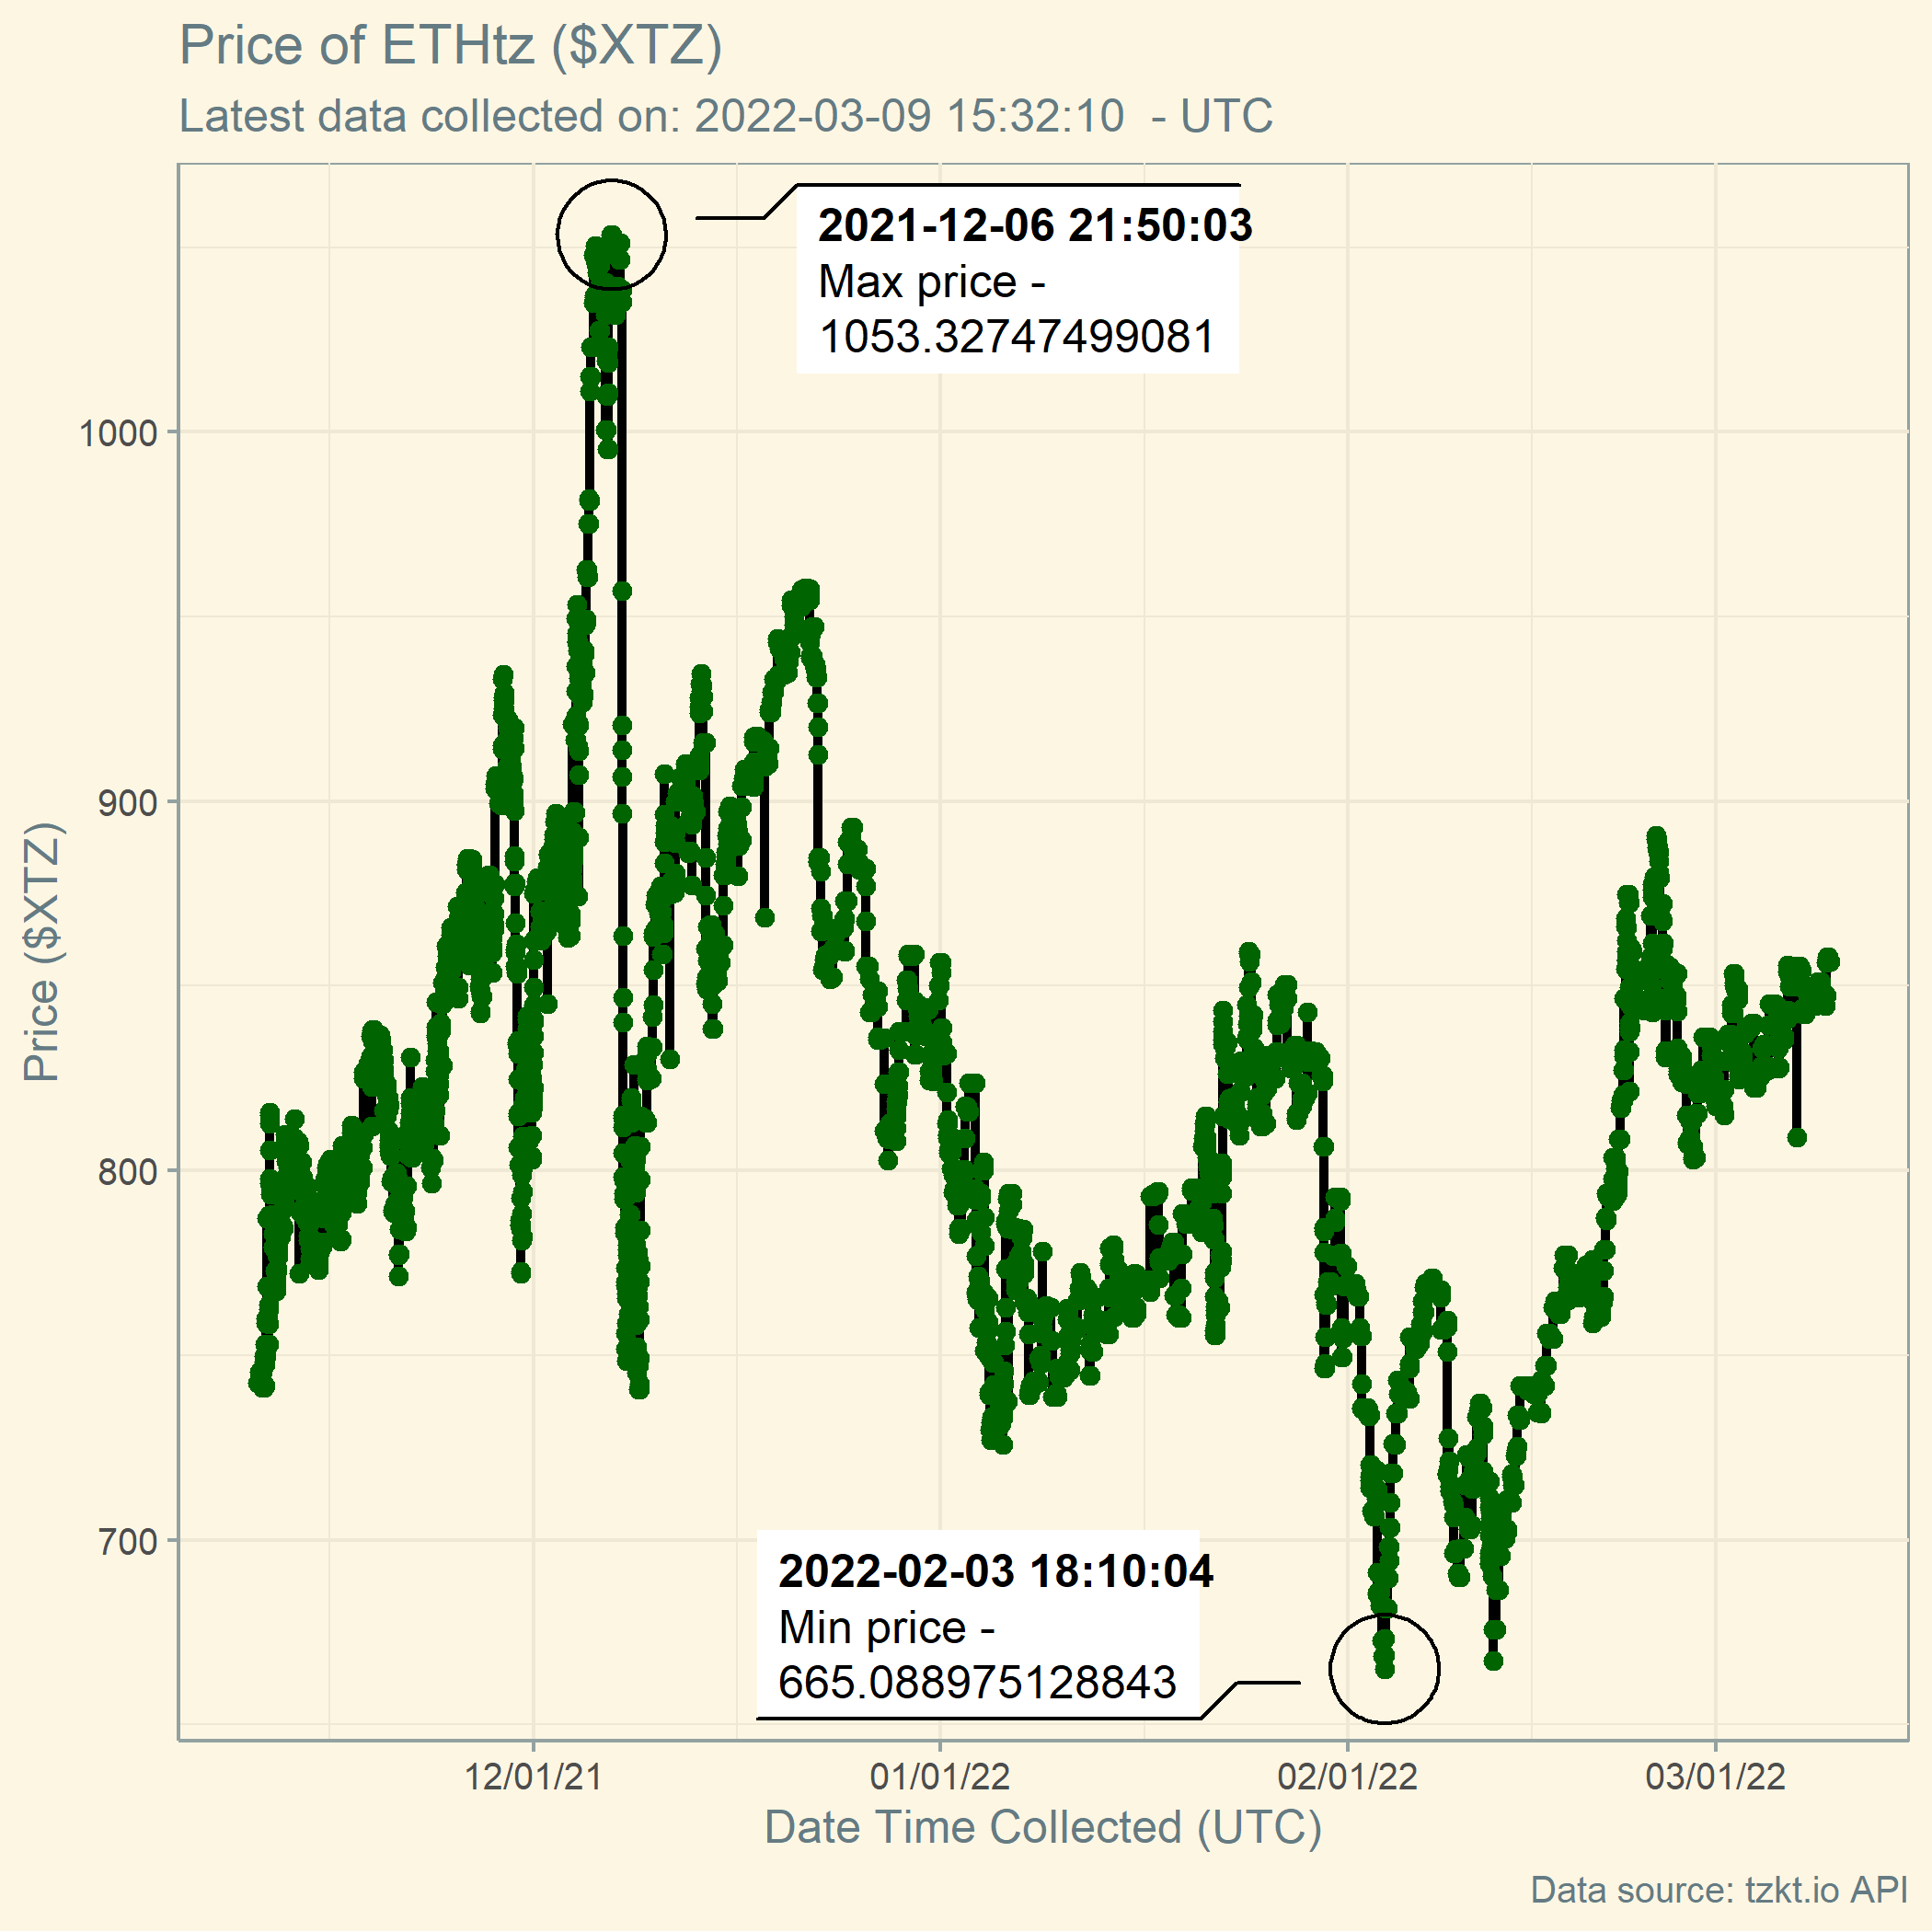 Price of ETHtz ($XTZ)
Latest data collected on: 2022-03-09 15:32:10  - UTC
2021-12-06 21:50:03
Max price -
1053.32747499081
1000
900
800
700
Price ($XTZ)
2022-02-03 18:10:04
Min price -
665.088975128843
12/01/21
01/01/22
02/01/22
03/01/22
Date Time Collected (UTC)
Data source: tzkt.io API